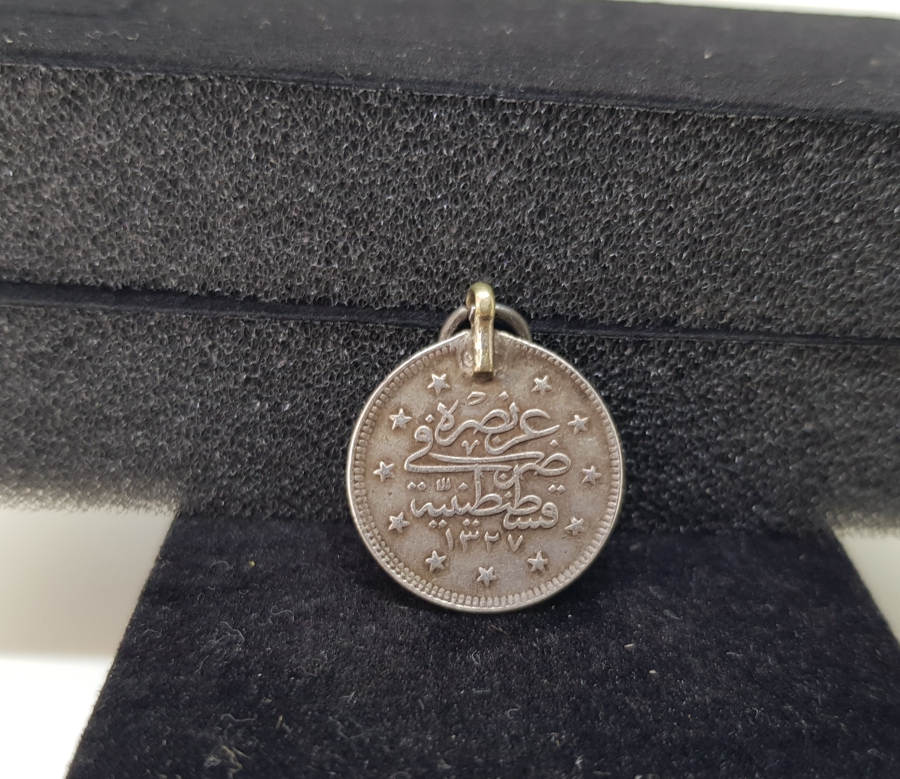 عز نصره
ضرب في
قسطنطينية
١٣٢٧